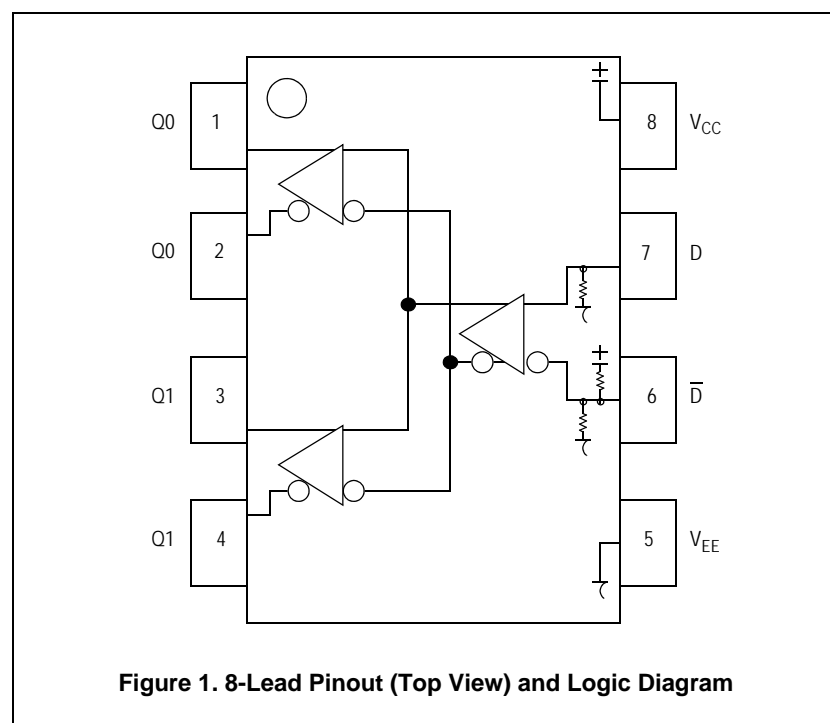 Q0 1 8 V_CC
Q0 2 7 D
Q1 3 6 D̅
Q1 4 5 V_EE
Figure 1. 8-Lead Pinout (Top View) and Logic Diagram